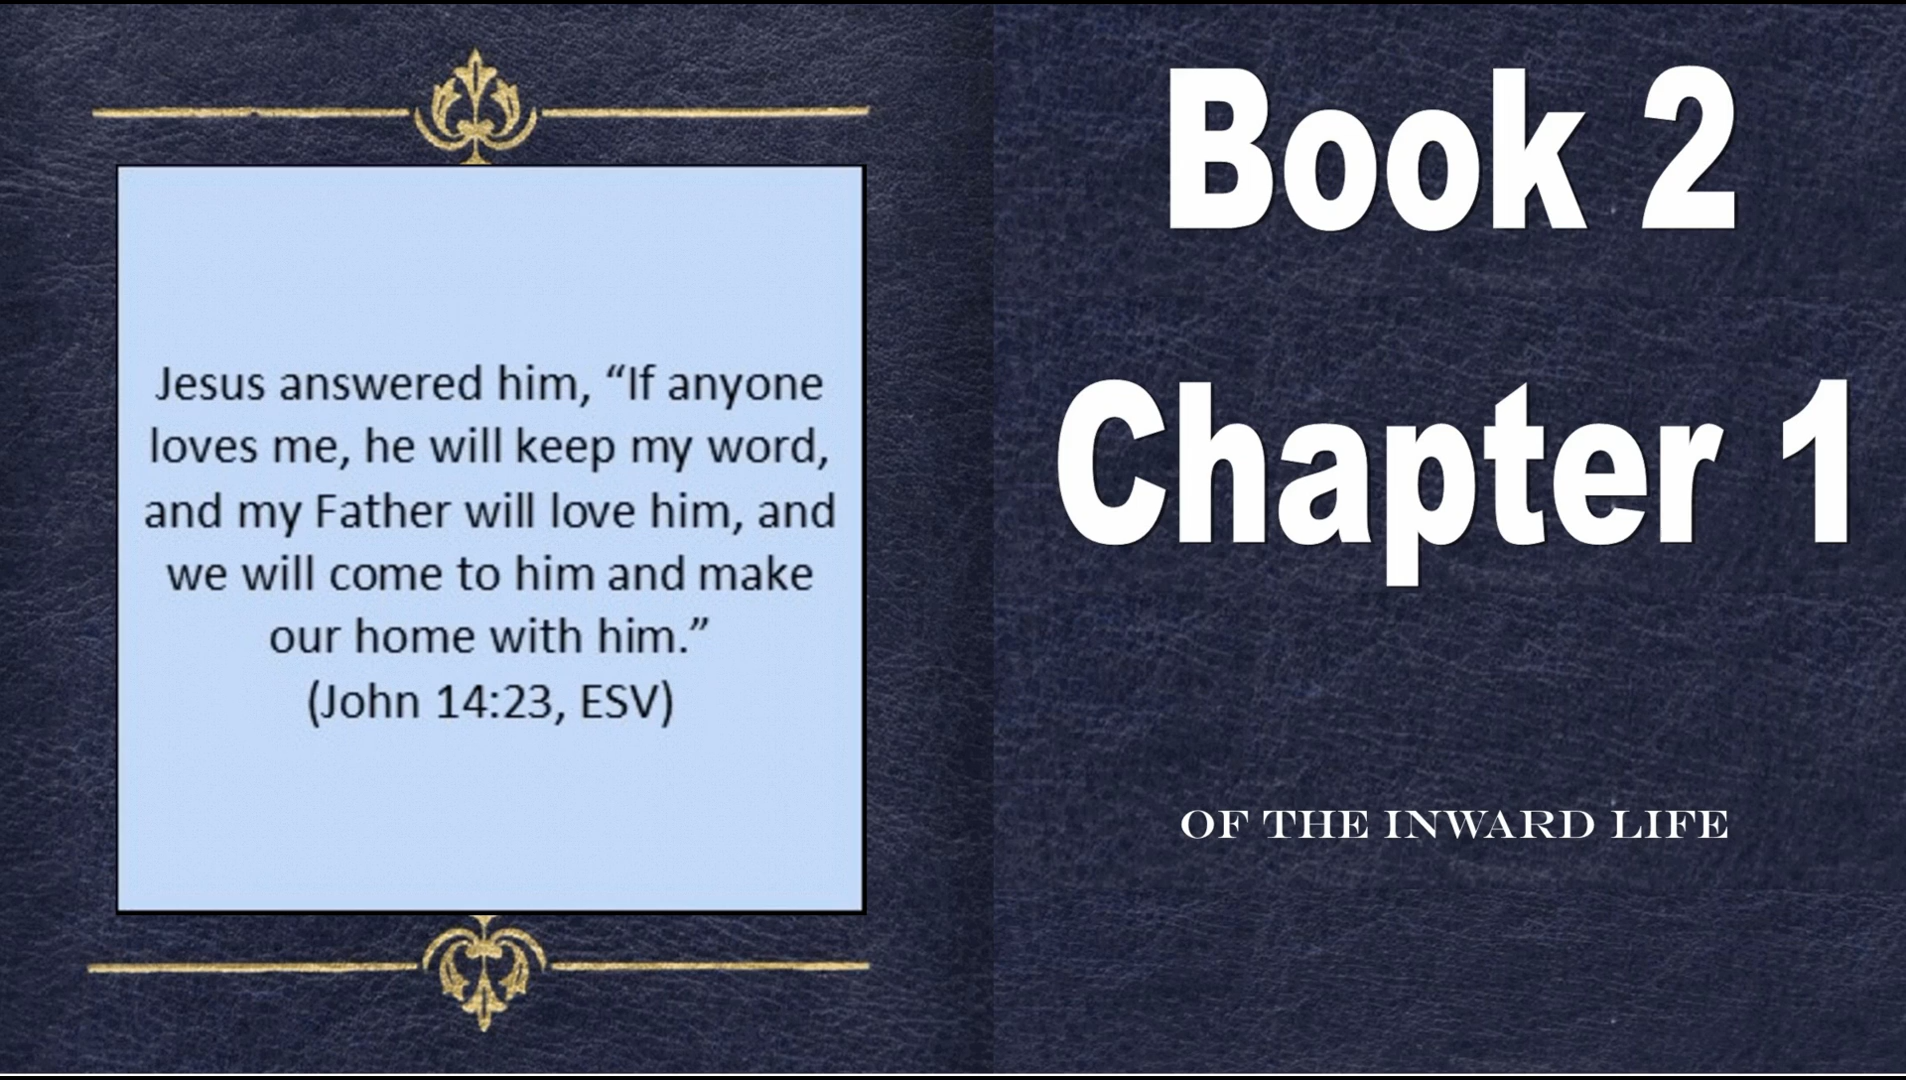 Jesus answered him, “If anyone
loves me, he will keep my word,
and my Father will love him, and
we will come to him and make
our home with him.”
(John 14:23, ESV)
Book 2
Chapter 1
OF THE INWARD LIFE